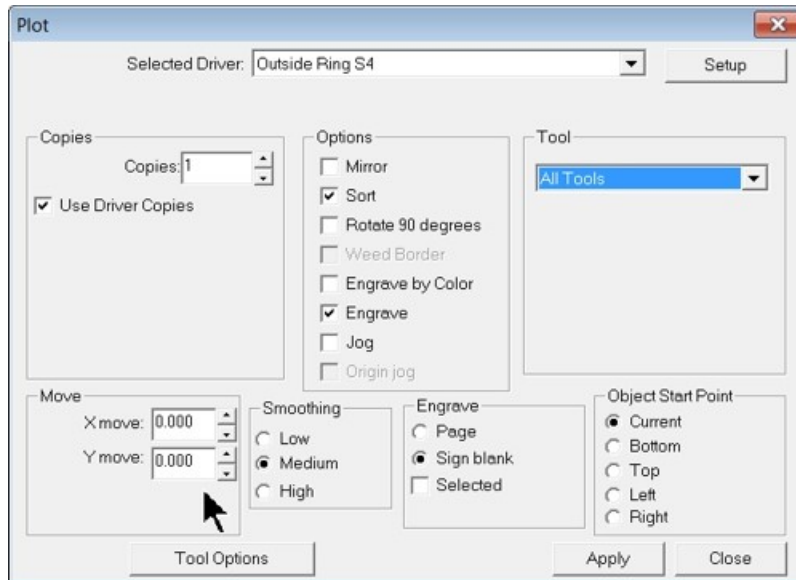 Plot
Selected Driver: Outside Ring S4
Setup
Copies
Copies: 1
Use Driver Copies
Options
Mirror
Sort
Rotate 90 degrees
Weed Border
Engrave by Color
Engrave
Jog
Origin jog
Tool
All Tools
Move
X move: 0.000
Y move: 0.000
Smoothing
Low
Medium
High
Engrave
Page
Sign blank
Selected
Object Start Point
Current
Bottom
Top
Left
Right
Tool Options
Apply
Close